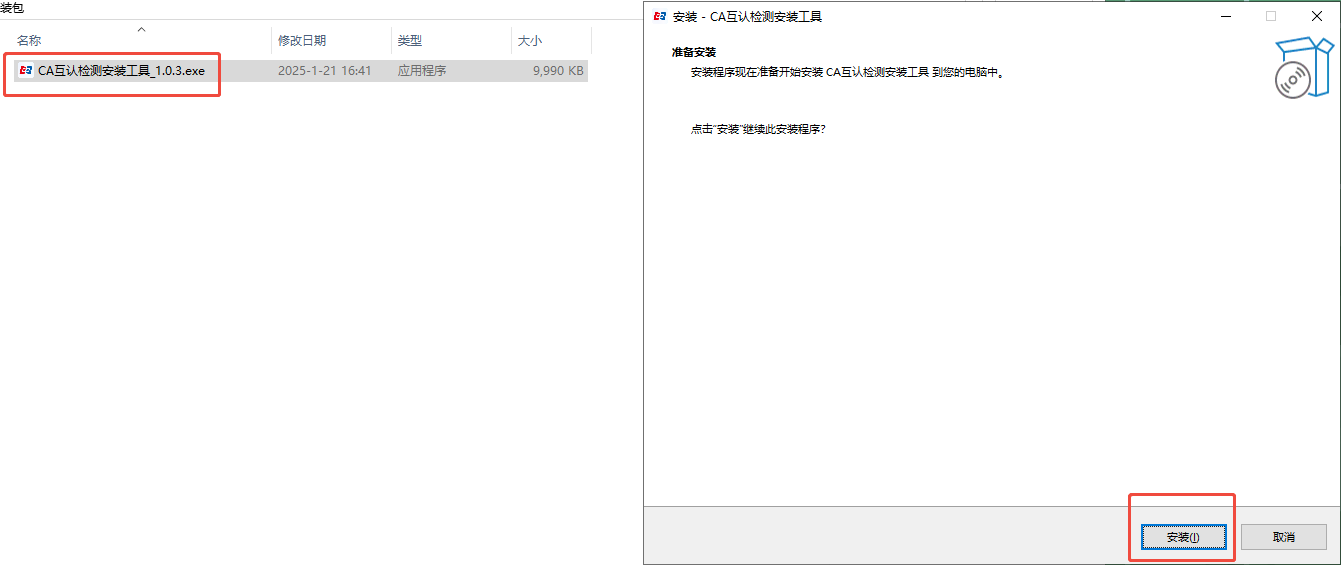 装包
名称
修改日期
类型
大小
CA互认检测安装工具_1.0.3.exe
2025-1-21 16:41
应用程序
9,990 KB
安装 - CA互认检测安装工具
准备安装
安装程序现在准备开始安装 CA互认检测安装工具 到您的电脑中。
点击“安装”继续此安装程序?
安装(I)
取消